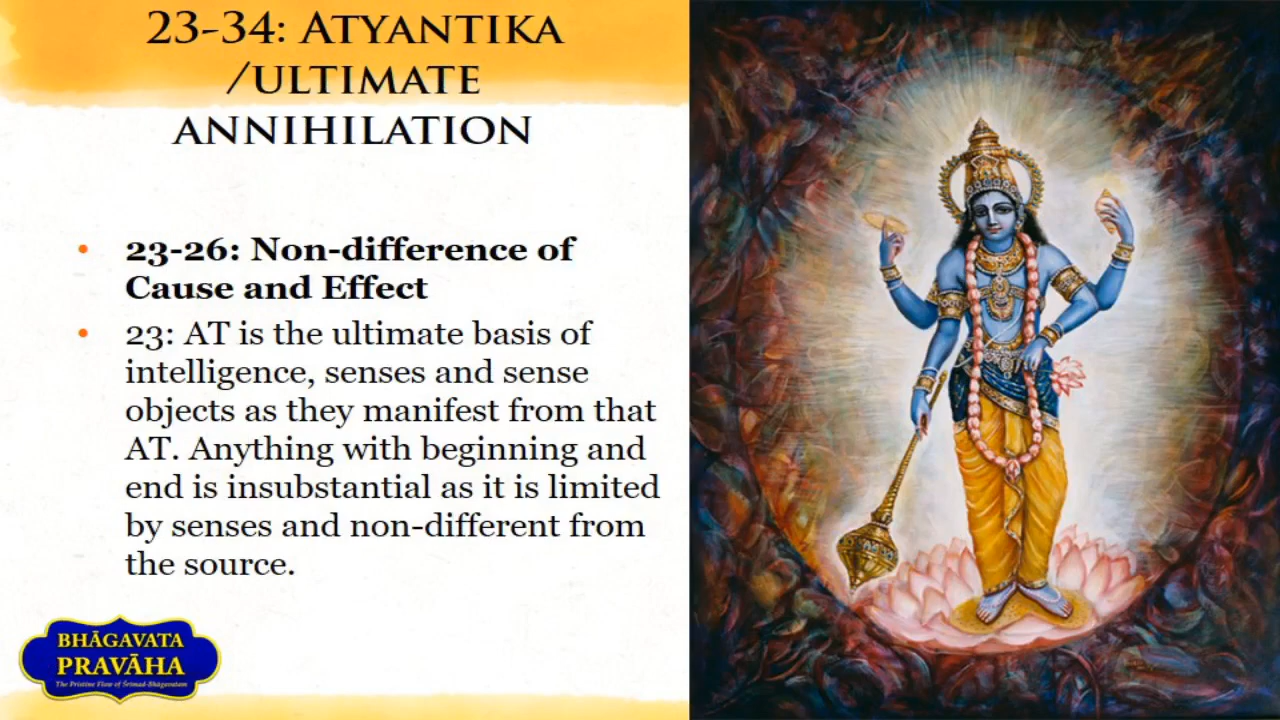 23-34: ATYANTIKA
/ULTIMATE
ANNIHILATION
• 23-26: Non-difference of
Cause and Effect
• 23: AT is the ultimate basis of
intelligence, senses and sense
objects as they manifest from that
AT. Anything with beginning and
end is insubstantial as it is limited
by senses and non-different from
the source.
BHĀGAVATA
PRAVĀHA
The Pristine Flow of Śrīmad-Bhāgavatam